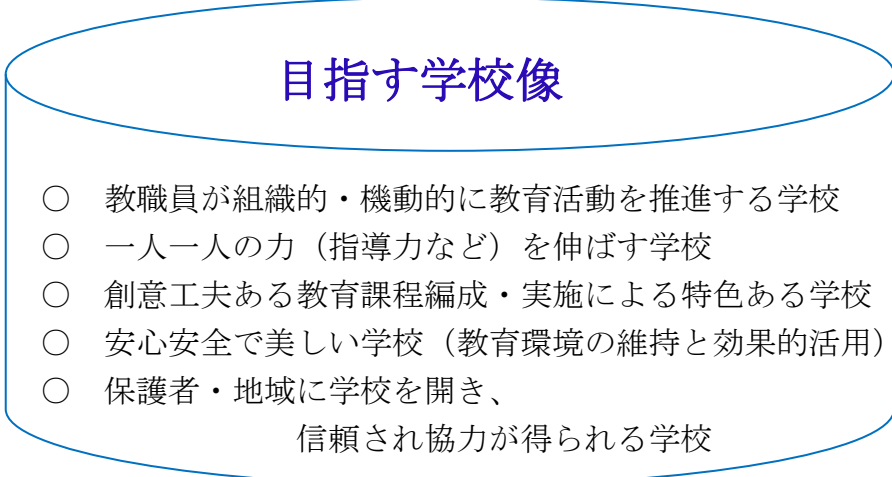 目指す学校像
○　教職員が組織的・機動的に教育活動を推進する学校
○　一人一人の力（指導力など）を伸ばす学校
○　創意工夫ある教育課程編成・実施による特色ある学校
○　安心安全で美しい学校（教育環境の維持と効果的活用）
○　保護者・地域に学校を開き、
信頼され協力が得られる学校